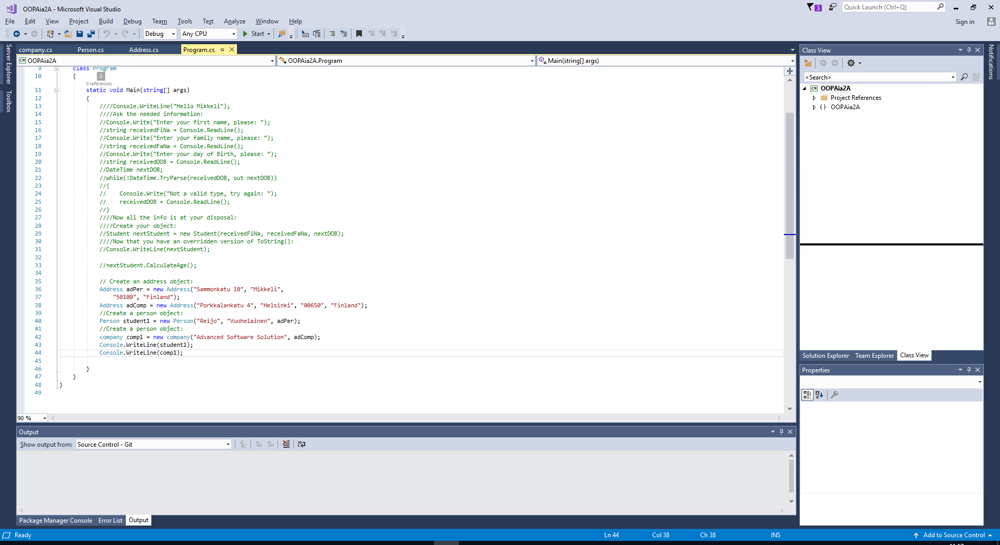 OOPAia2A - Microsoft Visual Studio
3
Quick Launch (Ctrl+Q)
File Edit View Project Build Debug Team Tools Test Analyze Window Help
Sign in
Debug Any CPU Start
Server Explorer
Toolbox
company.cs Person.cs Address.cs Program.cs
C# OOPAia2A OOPAia2A.Program Main(string[] args)
9 class Program
10 {
2
0 references
11 static void Main(string[] args)
12 {
13 ////Console.WriteLine("Hello Mikkeli");
14 ////Ask the needed information:
15 //Console.Write("Enter your first name, please: ");
16 //string receivedFiNa = Console.ReadLine();
17 //Console.Write("Enter your family name, please: ");
18 //string receivedFaNa = Console.ReadLine();
19 //Console.Write("Enter your day of Birth, please: ");
20 //string receivedDOB = Console.ReadLine();
21 //DateTime nextDOB;
22 //while(!DateTime.TryParse(receivedDOB, out nextDOB))
23 //{
24 //    Console.Write("Not a valid type, try again: ");
25 //    receivedDOB = Console.ReadLine();
26 //}
27 ////Now all the info is at your disposal:
28 ////Create your object:
29 //Student nextStudent = new Student(receivedFiNa, receivedFaNa, nextDOB);
30 ////Now that you have an overridden version of ToString():
31 //Console.WriteLine(nextStudent);
32
33 //nextStudent.CalculateAge();
34
35 // Create an address object:
36 Address adPer = new Address("Sammonkatu 10", "Mikkeli",
37 "50100", "Finland");
38 Address adComp = new Address("Porkkalankatu 4", "Helsinki", "00650", "Finland");
39 //Create a person object:
40 Person student1 = new Person("Reijo", "Vuohelainen", adPer);
41 //Create a person object:
42 company comp1 = new company("Advanced Software Solution", adComp);
43 Console.WriteLine(student1);
44 Console.WriteLine(comp1);
45
46 }
47 }
48 }
49
90 %
Output
Show output from: Source Control - Git
Package Manager Console Error List Output
Class View
<Search>
C# OOPAia2A
Project References
{ } OOPAia2A
Solution Explorer Team Explorer Class View
Properties
Notifications
Ready Ln 44 Col 38 Ch 38 INS Add to Source Control